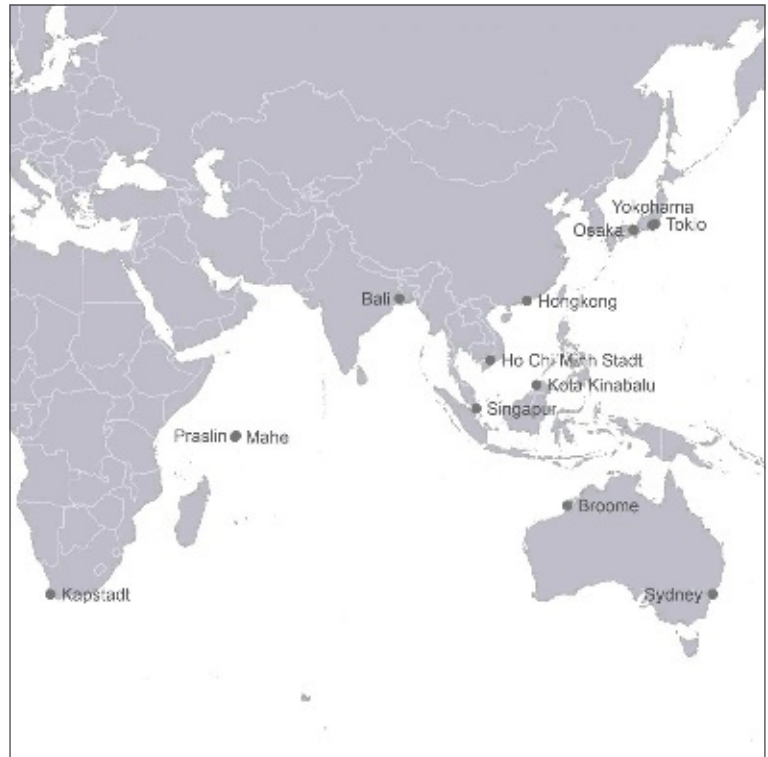 Yokohama
Osaka
Tokio
Bali
Hongkong
Ho Chi Minh Stadt
Kota Kinabalu
Singapur
Praslin
Mahe
Broome
Kapstadt
Sydney